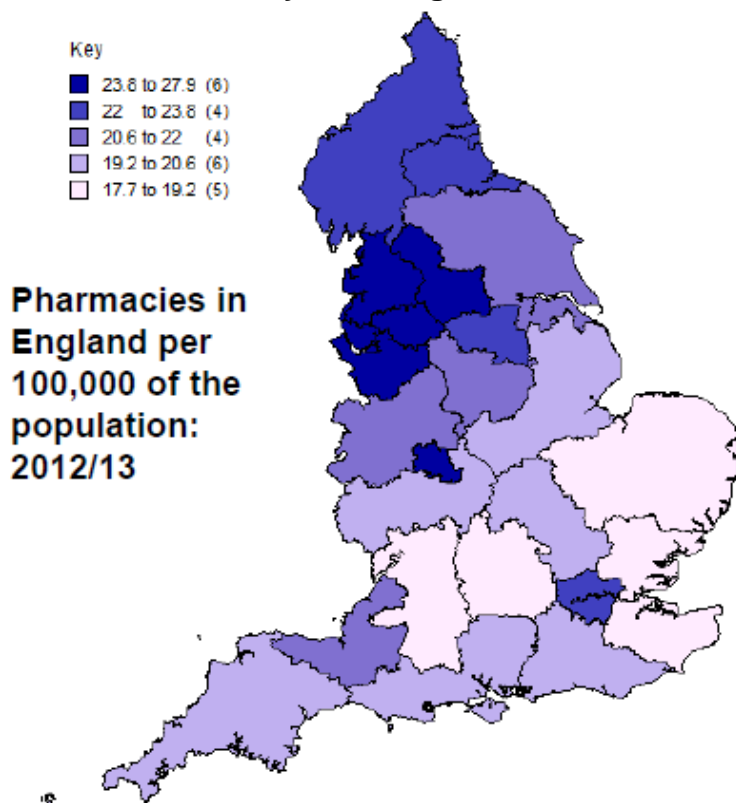 Key
23.8 to 27.9 (6)
22 to 23.8 (4)
20.6 to 22 (4)
19.2 to 20.6 (6)
17.7 to 19.2 (5)
Pharmacies in
England per
100,000 of the
population:
2012/13